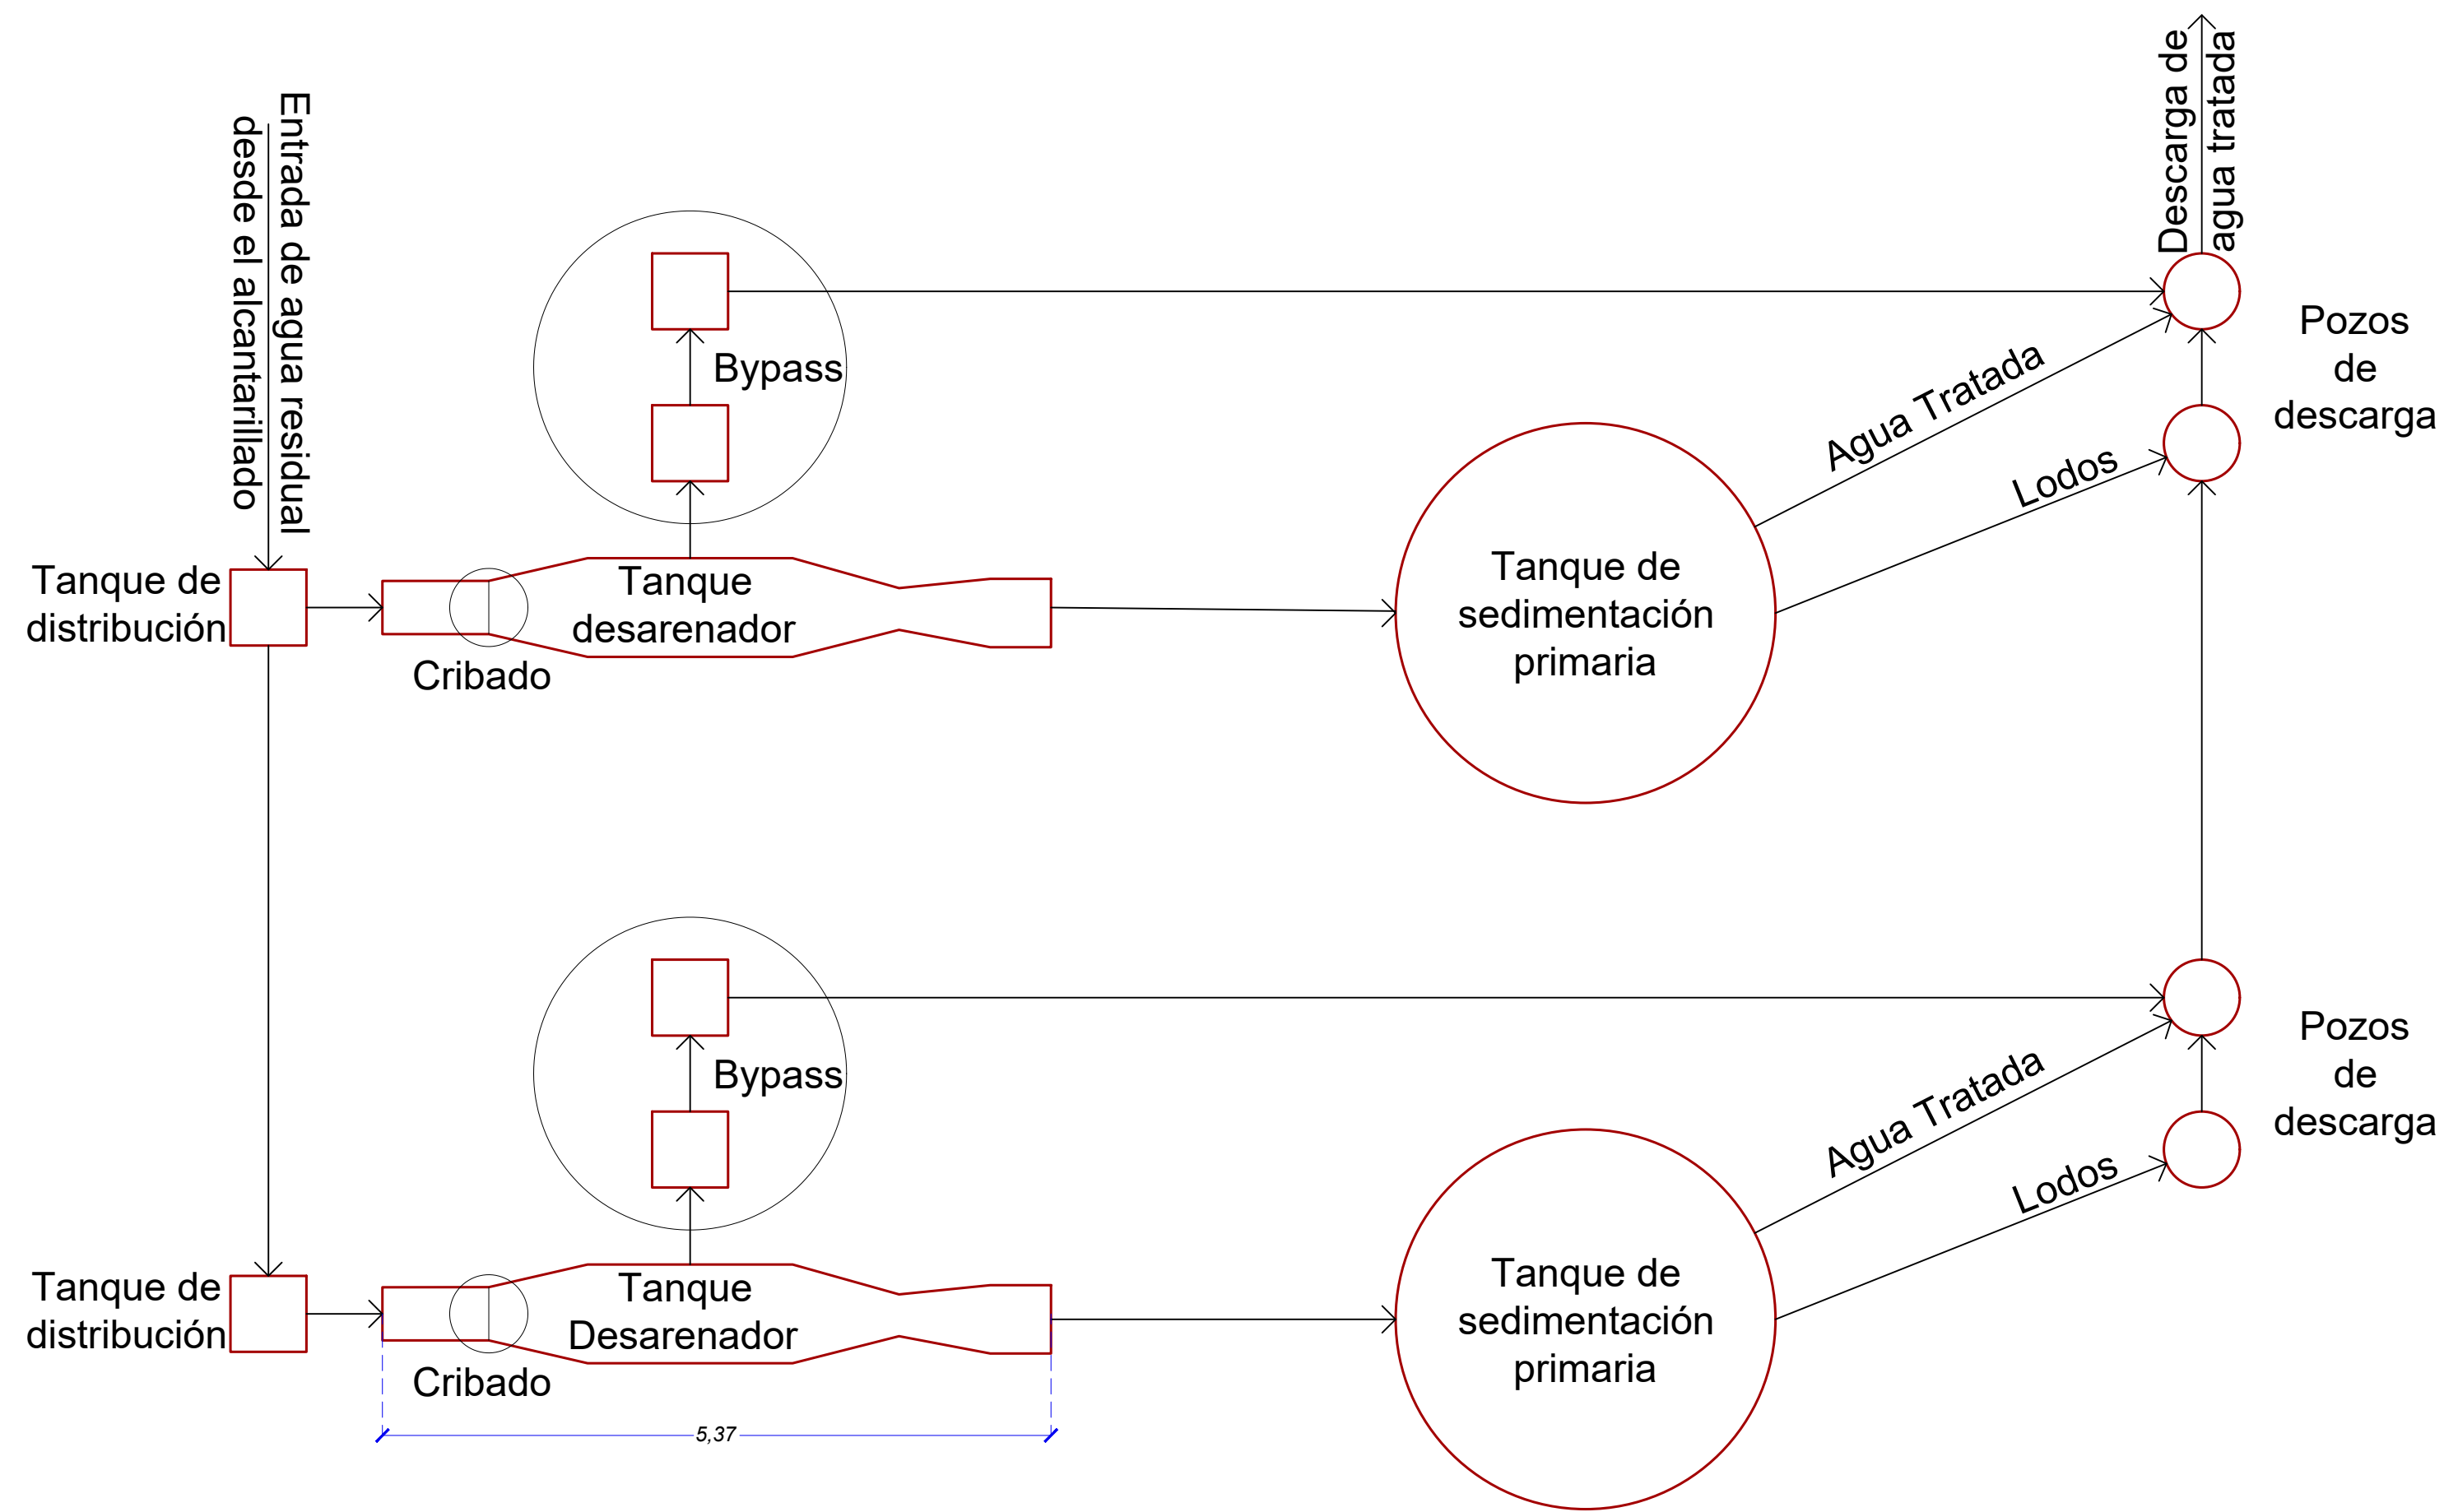 Entrada de agua residual
desde el alcantarillado
Descarga de
agua tratada
Bypass
Pozos
de
descarga
Agua Tratada
Lodos
Tanque de
distribución
Tanque
desarenador
Cribado
Tanque de
sedimentación
primaria
Bypass
Pozos
de
descarga
Agua Tratada
Lodos
Tanque de
distribución
Tanque
Desarenador
Cribado
Tanque de
sedimentación
primaria
5,37